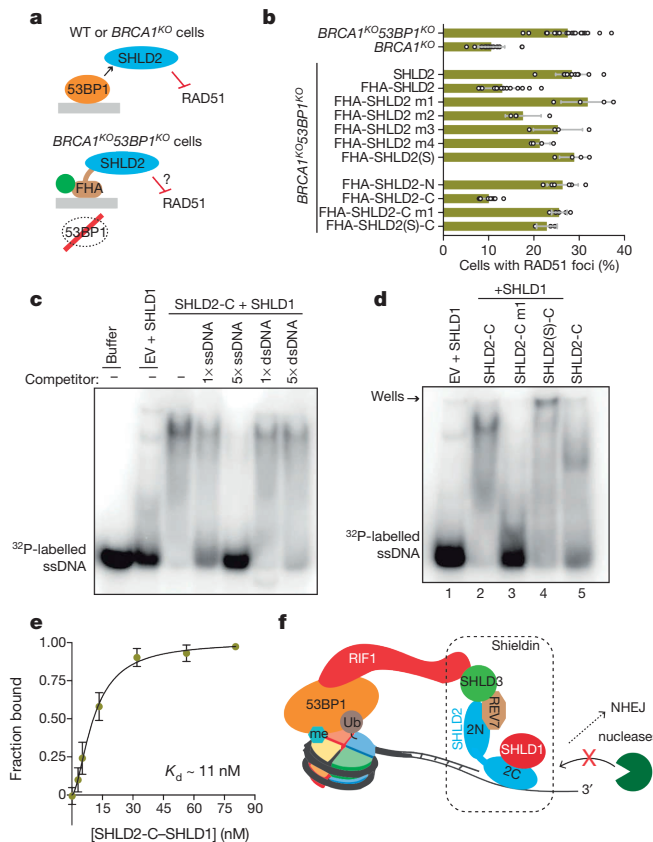 a
WT or BRCA1KO cells
SHLD2
53BP1
RAD51
BRCA1KO53BP1KO cells
SHLD2
FHA
?
RAD51
53BP1
b
BRCA1KO53BP1KO
BRCA1KO
BRCA1KO53BP1KO
SHLD2
FHA-SHLD2
FHA-SHLD2 m1
FHA-SHLD2 m2
FHA-SHLD2 m3
FHA-SHLD2 m4
FHA-SHLD2(S)
FHA-SHLD2-N
FHA-SHLD2-C
FHA-SHLD2-C m1
FHA-SHLD2(S)-C
0 10 20 30 40
Cells with RAD51 foci (%)
c
SHLD2-C + SHLD1
Buffer
EV + SHLD1
1× ssDNA
5× ssDNA
1× dsDNA
5× dsDNA
Competitor: – – –
32P-labelled
ssDNA
d
+SHLD1
EV + SHLD1
SHLD2-C
SHLD2-C m1
SHLD2(S)-C
SHLD2-C
Wells
32P-labelled
ssDNA
1 2 3 4 5
e
Fraction bound
1.00
0.75
0.50
0.25
0
Kd ~ 11 nM
0 15 30 45 60 75 90
[SHLD2-C–SHLD1] (nM)
f
Shieldin
RIF1
SHLD3
53BP1
REV7
NHEJ
Ub
me
SHLD2
2N
SHLD1
nuclease
2C
X
3′